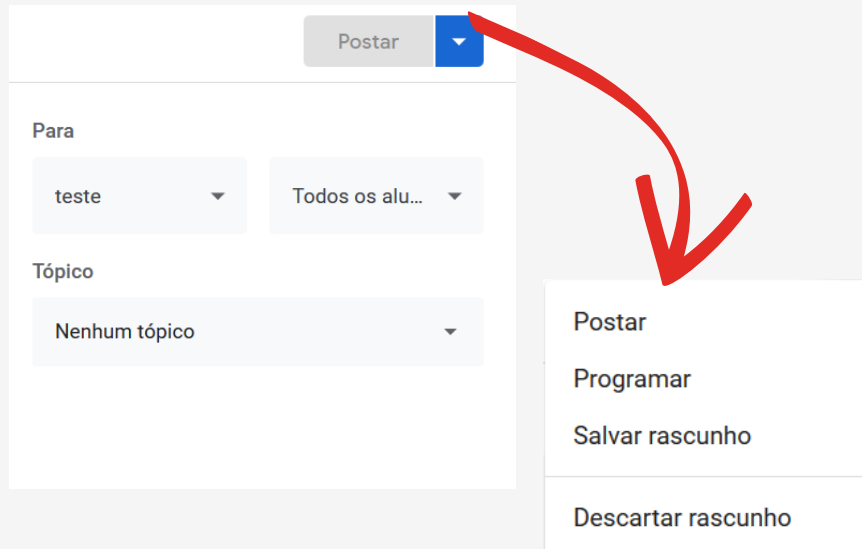 Postar
Para
teste
Todos os alu...
Tópico
Nenhum tópico
Postar
Programar
Salvar rascunho
Descartar rascunho